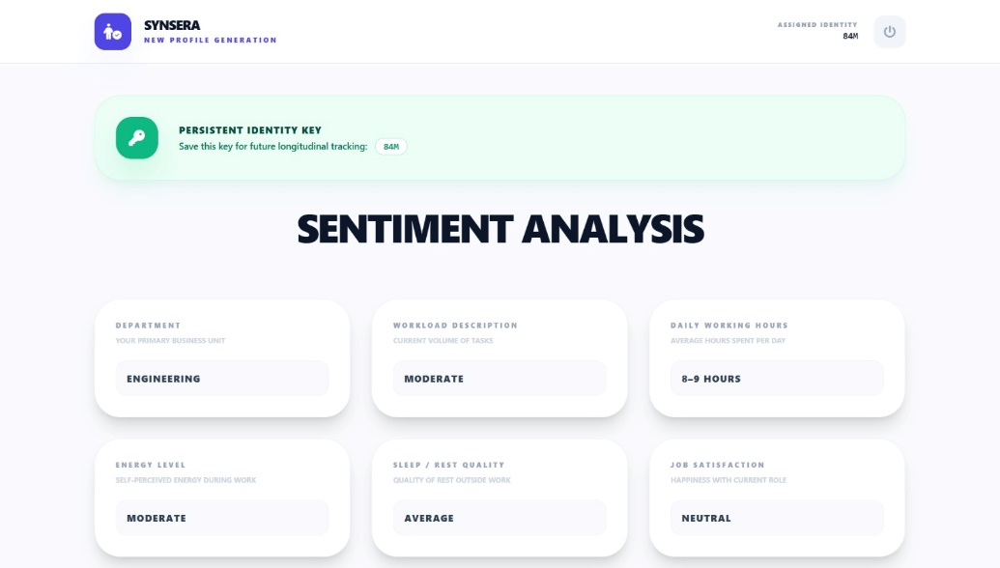 SYNSERA
NEW PROFILE GENERATION
ASSIGNED IDENTITY
84M
PERSISTENT IDENTITY KEY
Save this key for future longitudinal tracking: 84M
SENTIMENT ANALYSIS
DEPARTMENT
YOUR PRIMARY BUSINESS UNIT
ENGINEERING
WORKLOAD DESCRIPTION
CURRENT VOLUME OF TASKS
MODERATE
DAILY WORKING HOURS
AVERAGE HOURS SPENT PER DAY
8–9 HOURS
ENERGY LEVEL
SELF-PERCEIVED ENERGY DURING WORK
MODERATE
SLEEP / REST QUALITY
QUALITY OF REST OUTSIDE WORK
AVERAGE
JOB SATISFACTION
HAPPINESS WITH CURRENT ROLE
NEUTRAL